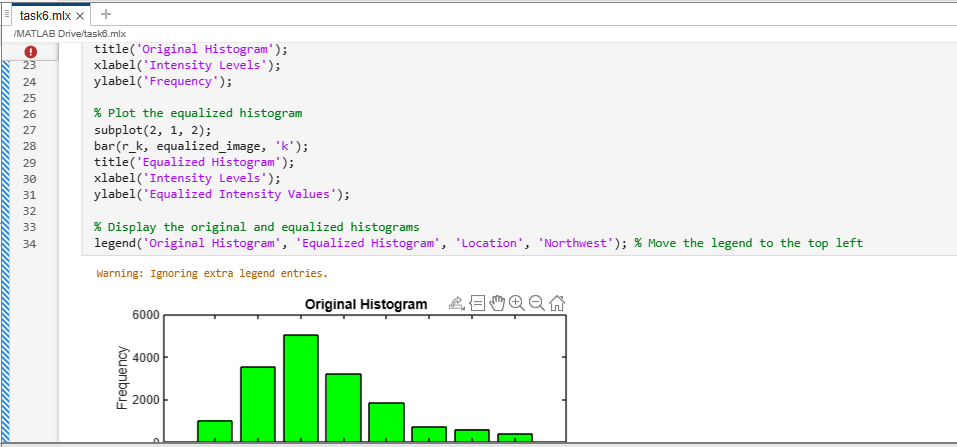 task6.mlx
/MATLAB Drive/task6.mlx
title('Original Histogram');
23 xlabel('Intensity Levels');
24 ylabel('Frequency');
25
26 % Plot the equalized histogram
27 subplot(2, 1, 2);
28 bar(r_k, equalized_image, 'k');
29 title('Equalized Histogram');
30 xlabel('Intensity Levels');
31 ylabel('Equalized Intensity Values');
32
33 % Display the original and equalized histograms
34 legend('Original Histogram', 'Equalized Histogram', 'Location', 'Northwest'); % Move the legend to the top left
Warning: Ignoring extra legend entries.
Original Histogram
6000
4000
2000
0
Frequency